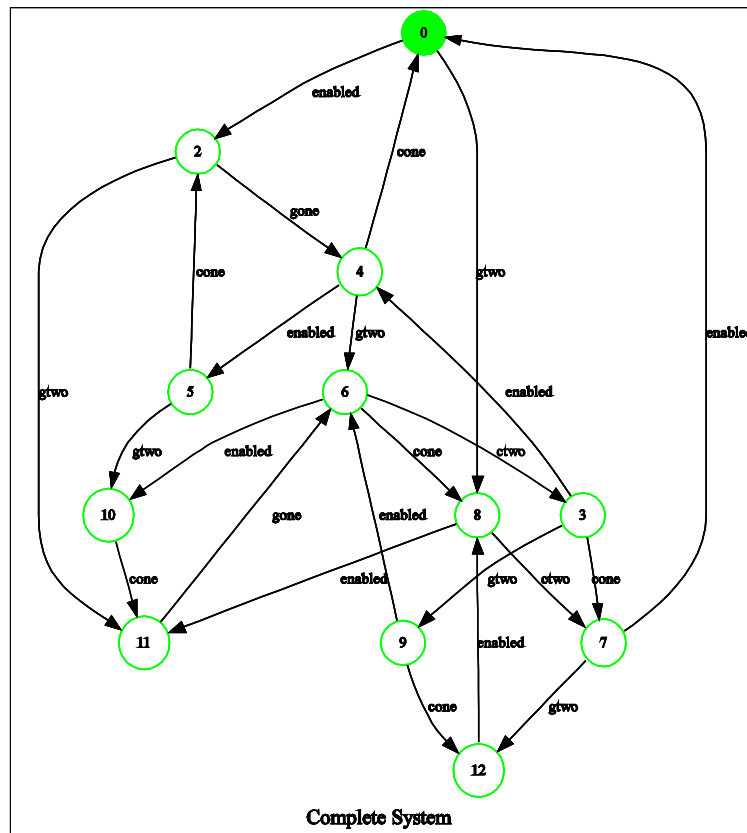 0
enabled
2
cone
gone
4
gtwo
cone
enabled
gtwo
enabled
gtwo
enabled
5
6
gtwo
enabled
cone
ctwo
10
gone
enabled
8
3
cone
enabled
gtwo
ctwo
cone
11
9
7
enabled
cone
gtwo
12
Complete System